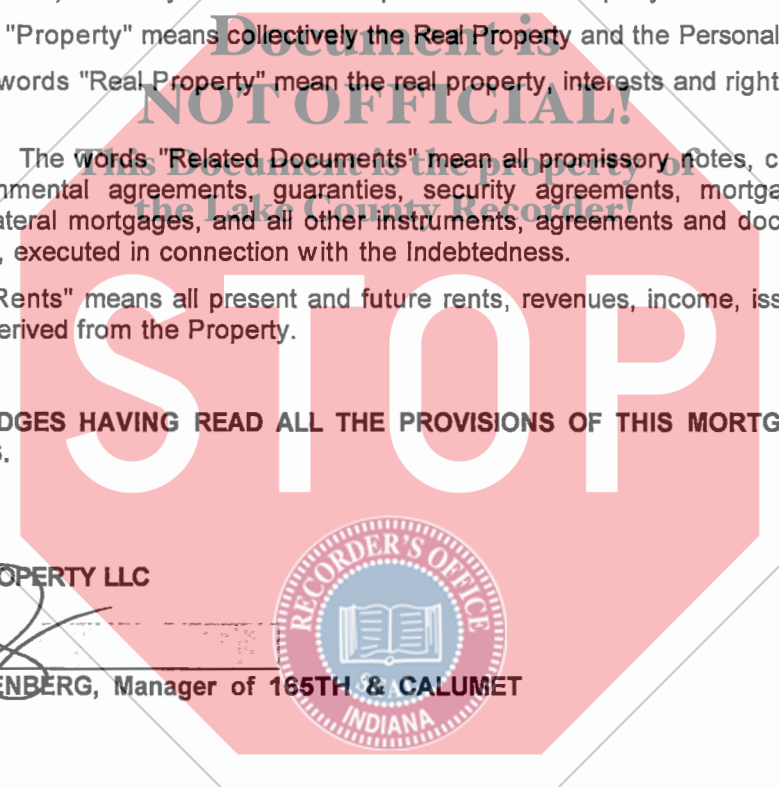 "Property" means collectively the Real Property and the Personal
words "Real Property" mean the real property, interests and right
The words "Related Documents" mean all promissory notes, c
nmental agreements, guaranties, security agreements, mortga
ateral mortgages, and all other instruments, agreements and doc
, executed in connection with the Indebtedness.
Rents" means all present and future rents, revenues, income, iss
erived from the Property.
DGES HAVING READ ALL THE PROVISIONS OF THIS MORTG
S.
OPERTY LLC
ENBERG, Manager of 165TH & CALUMET
Document is
NOT OFFICIAL!
This Document is the property of
the Lake County Recorder!
STOP
RECORDER'S OFFICE
SEAL
INDIANA